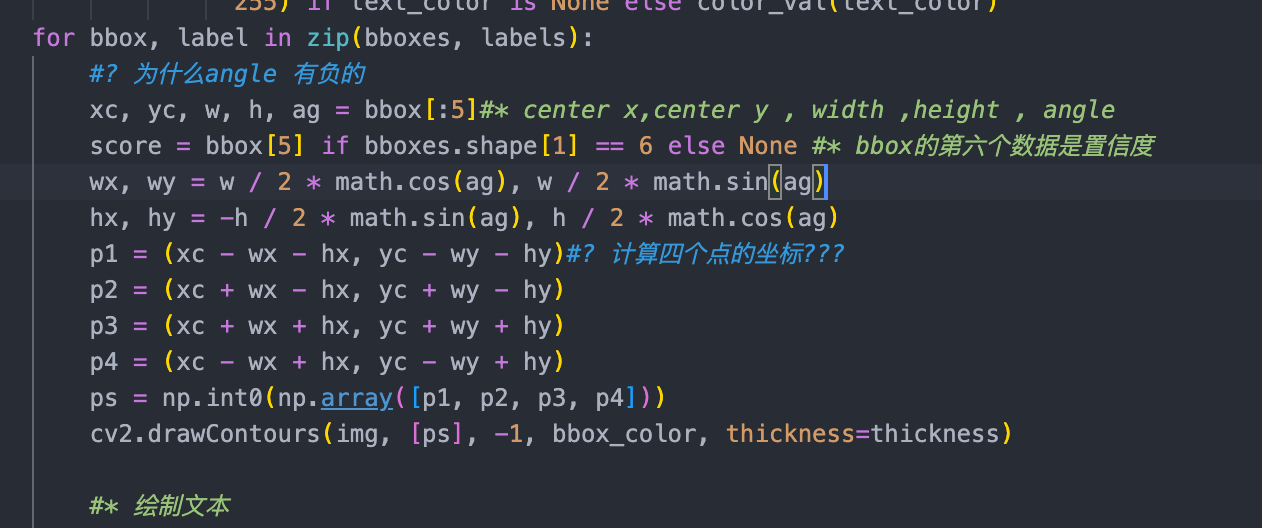 255) if text_color is None else color_val(text_color)
for bbox, label in zip(bboxes, labels):
#? 为什么angle 有负的
xc, yc, w, h, ag = bbox[:5]#* center x,center y , width ,height , angle
score = bbox[5] if bboxes.shape[1] == 6 else None #* bbox的第六个数据是置信度
wx, wy = w / 2 * math.cos(ag), w / 2 * math.sin(ag)
hx, hy = -h / 2 * math.sin(ag), h / 2 * math.cos(ag)
p1 = (xc - wx - hx, yc - wy - hy)#? 计算四个点的坐标???
p2 = (xc + wx - hx, yc + wy - hy)
p3 = (xc + wx + hx, yc + wy + hy)
p4 = (xc - wx + hx, yc - wy + hy)
ps = np.int0(np.array([p1, p2, p3, p4]))
cv2.drawContours(img, [ps], -1, bbox_color, thickness=thickness)
#* 绘制文本